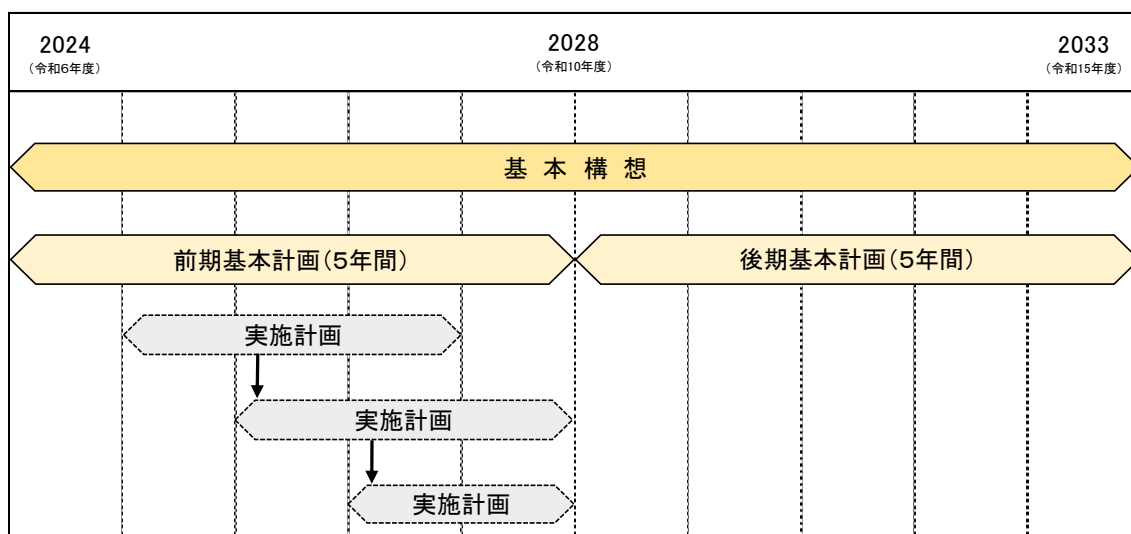 2024
（令和6年度）
2028
（令和10年度）
2033
（令和15年度）
基 本 構 想
前期基本計画（５年間）
後期基本計画（５年間）
実施計画
実施計画
実施計画